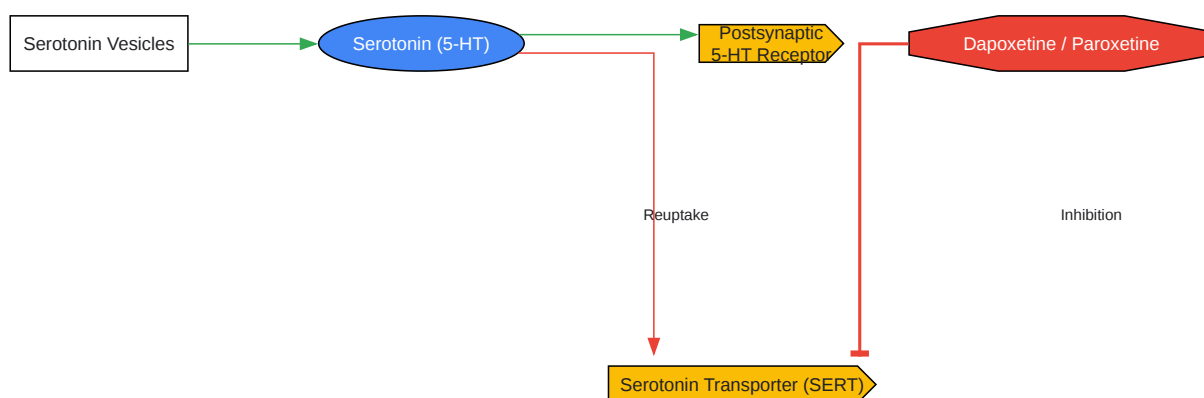 Serotonin Vesicles
Serotonin (5-HT)
Postsynaptic
5-HT Receptor
Dapoxetine / Paroxetine
Reuptake
Inhibition
Serotonin Transporter (SERT)